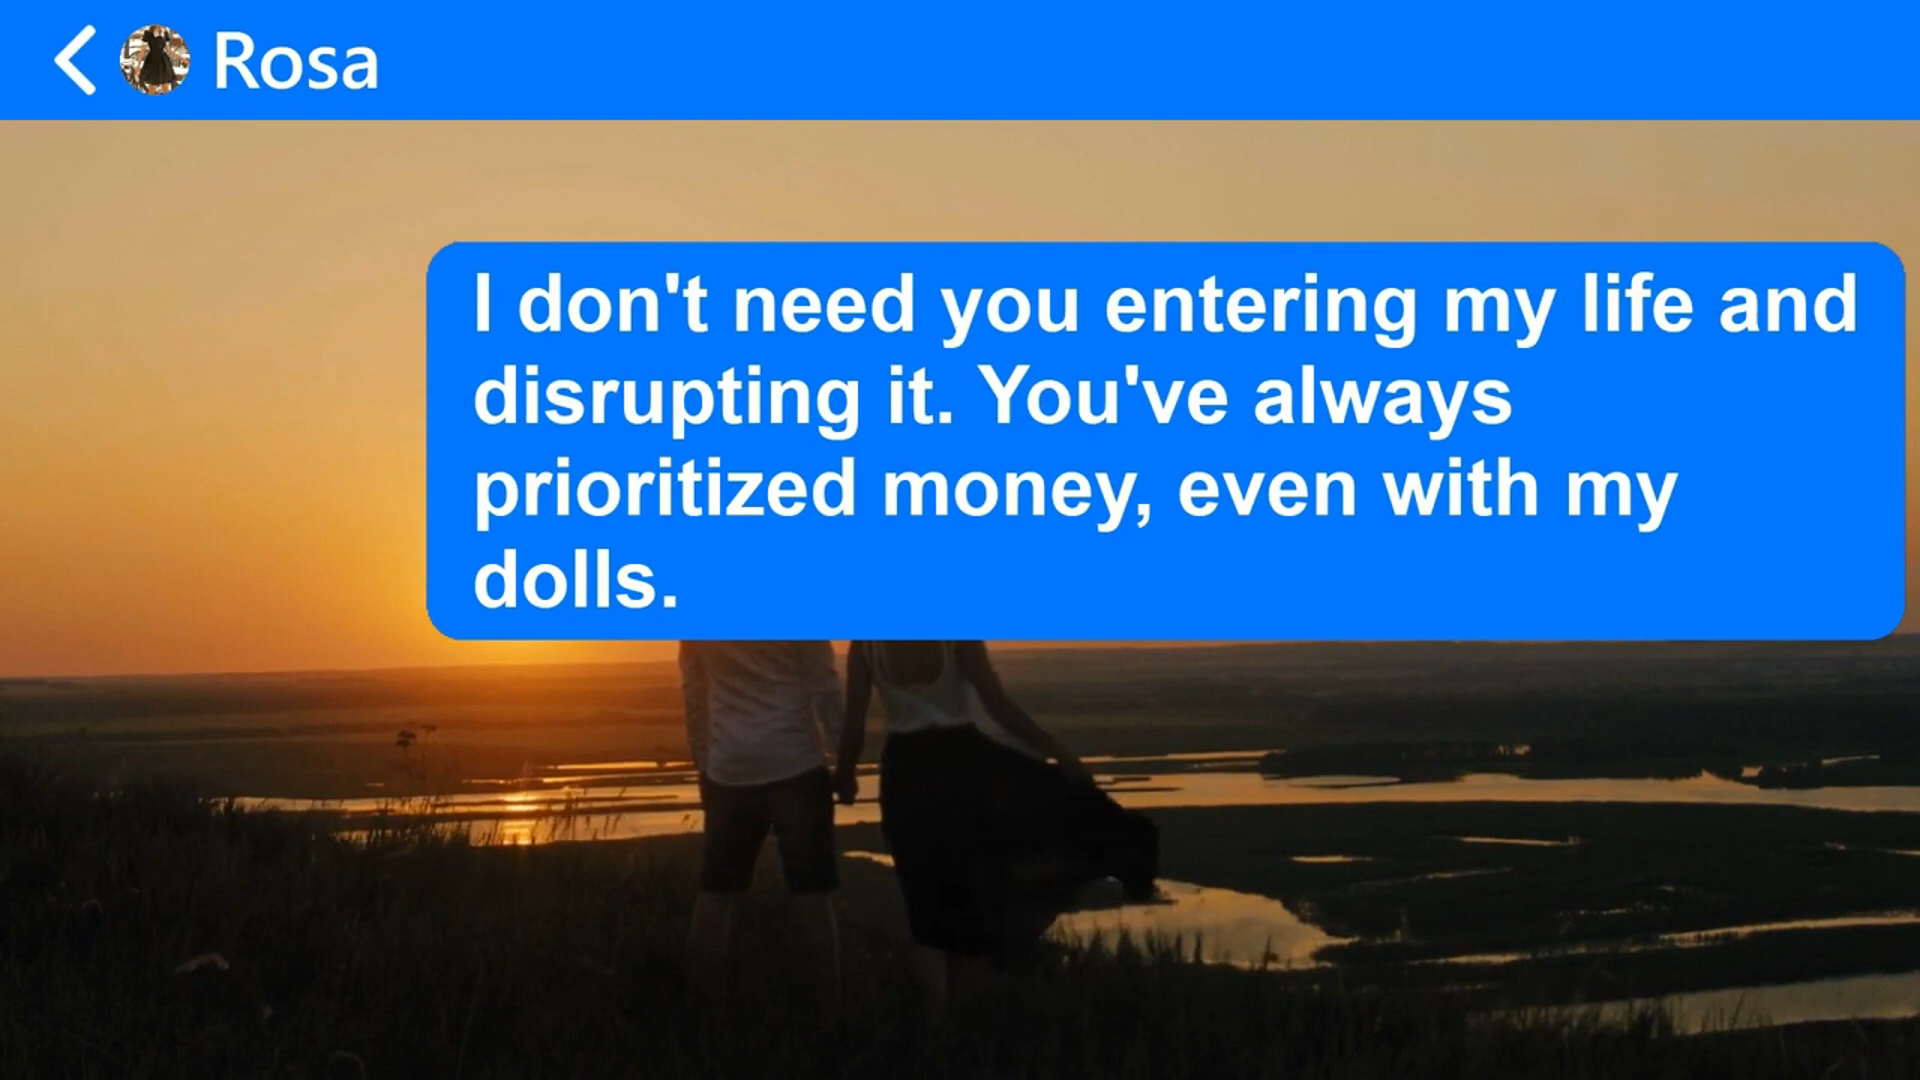 Rosa
I don't need you entering my life and
disrupting it. You've always
prioritized money, even with my
dolls.